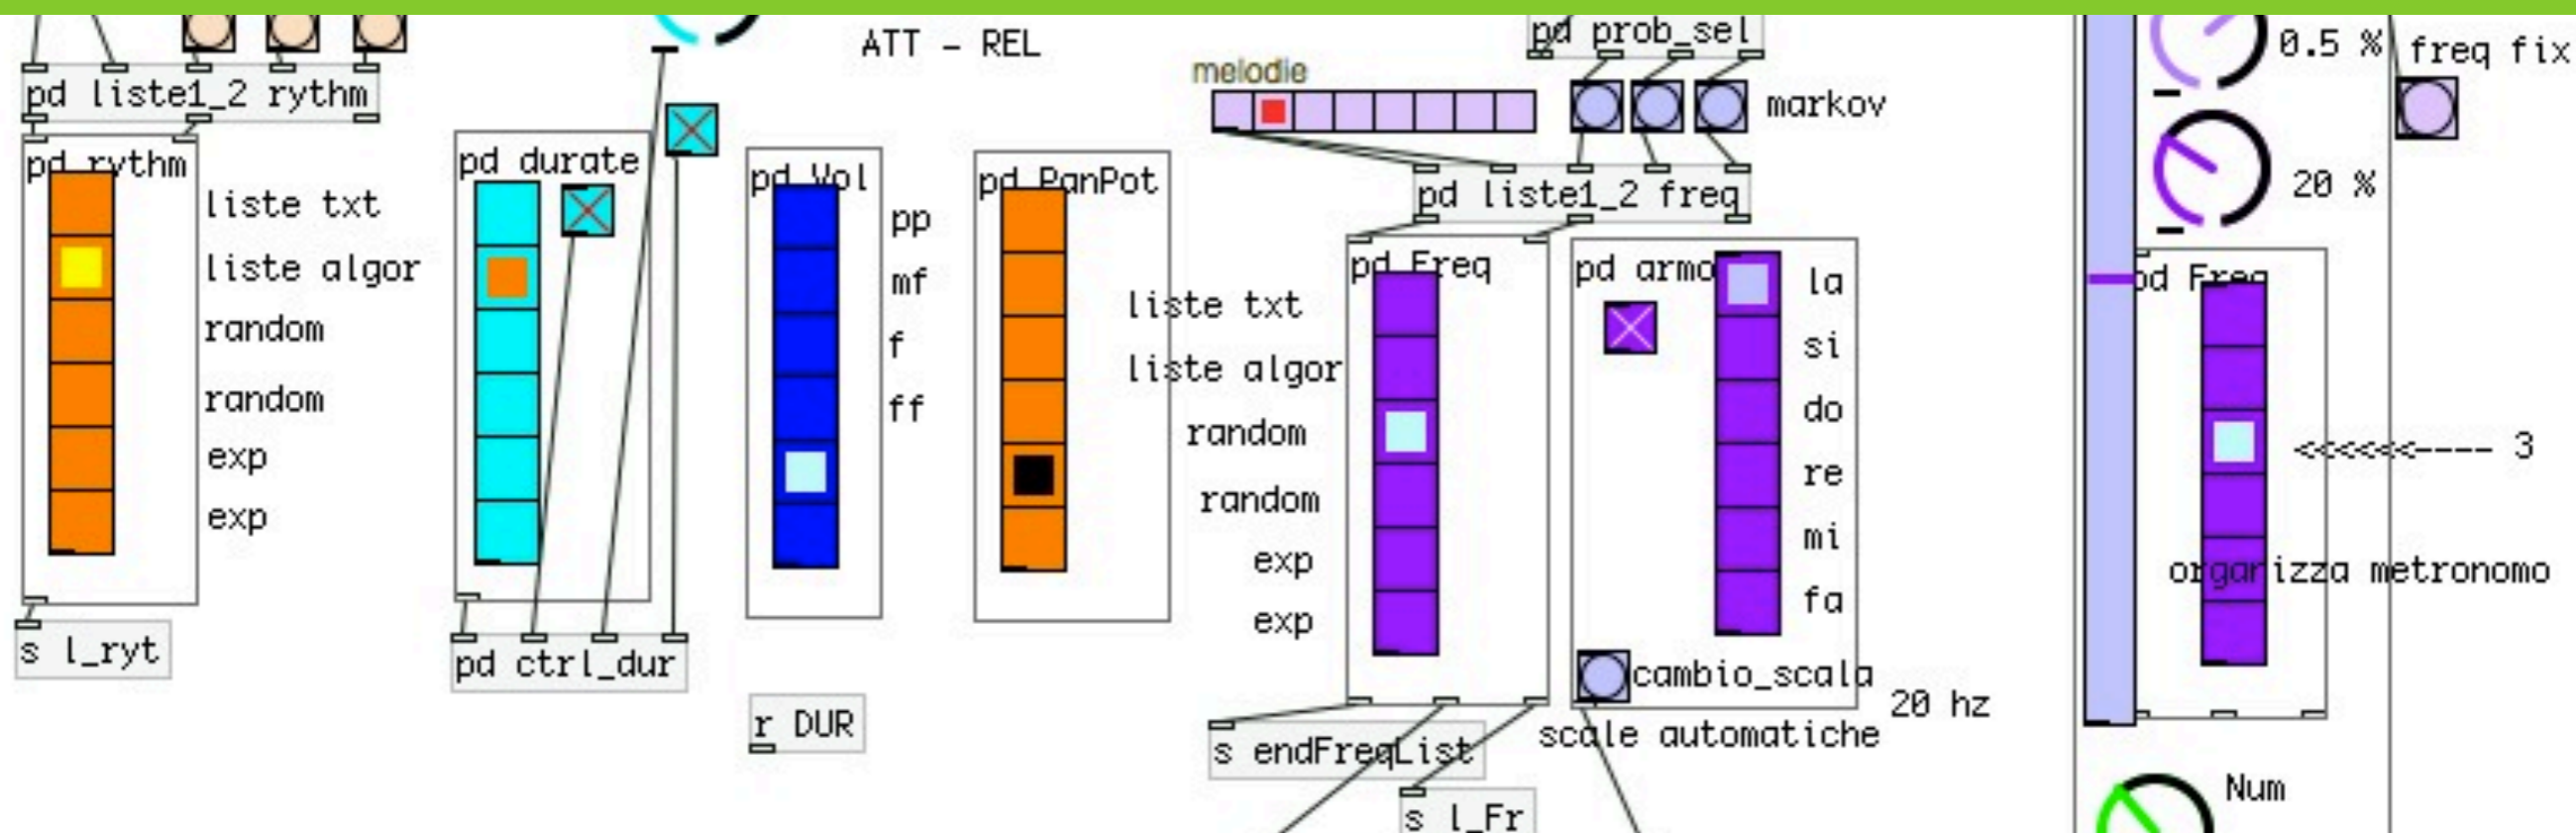 ATT - REL
pd prob_sel
0.5 %
freq fix
melodie
markov
pd liste1_2 rythm
pd rythm
liste txt
liste algor
random
random
exp
exp
s l_ryt
pd durate
pd ctrl_dur
pd Vol
pp
mf
f
ff
r DUR
pd PanPot
pd liste1_2 freq
pd Freq
liste txt
liste algor
random
random
exp
exp
s endFreqList
s l_Fr
pd armo
la
si
do
re
mi
fa
cambio_scala
20 hz
scale automatiche
20 %
pd Freq
<<<<<<---- 3
organizza metronomo
Num